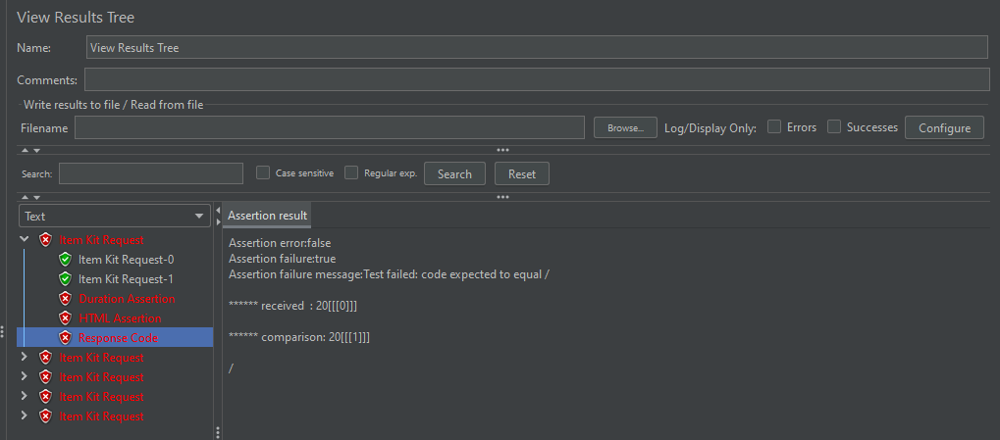 View Results Tree
Name: View Results Tree
Comments:
Write results to file / Read from file
Filename Browse... Log/Display Only: Errors Successes Configure
Search: Case sensitive Regular exp. Search Reset
Text
Item Kit Request
Item Kit Request-0
Item Kit Request-1
Duration Assertion
HTML Assertion
Response Code
Item Kit Request
Item Kit Request
Item Kit Request
Item Kit Request
Assertion result
Assertion error:false
Assertion failure:true
Assertion failure message:Test failed: code expected to equal /
****** received : 20[[[0]]]
****** comparison: 20[[[1]]]
/